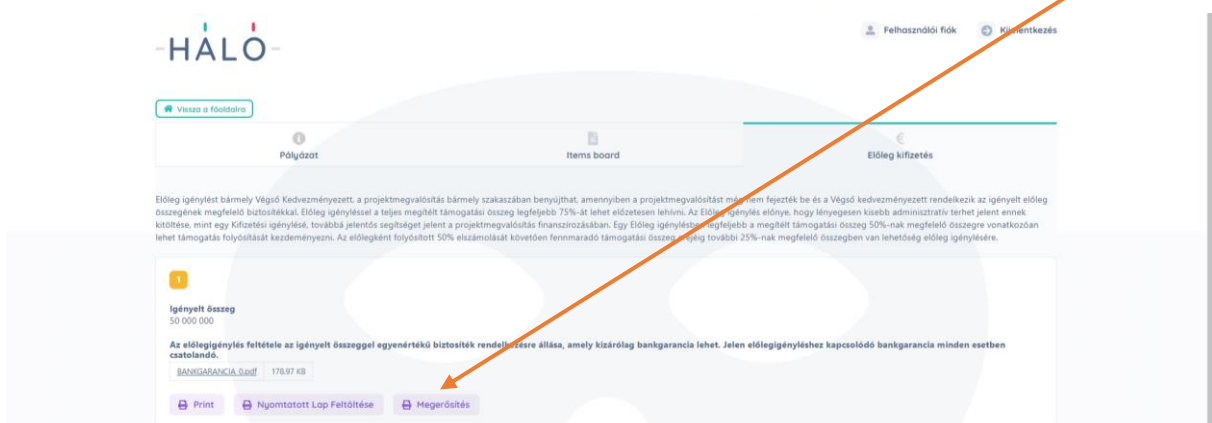 HÁLÓ
Felhasználói fiók
Kijelentkezés
Vissza a főoldalra
Pályázat
Items board
Előleg kifizetés
Előleg igénylést bármely Végső Kedvezményezett, a projektmegvalósítás bármely szakaszában benyújthat, amennyiben a projektmegvalósítást még nem fejezték be és a Végső kedvezményezett rendelkezik az igényelt előleg
összegének megfelelő biztosítékkal. Előleg igényléssel a teljes megítélt támogatási összeg legfeljebb 75%-át lehet előzetesen lehívni. Az Előleg igénylés előnye, hogy lényegesen kisebb adminisztratív terhet jelent ennek
kitöltése, mint egy Kifizetési igénylésé, továbbá jelentős segítséget jelent a projektmegvalósítás finanszírozásában. Egy Előleg igénylésben legfeljebb a megítélt támogatási összeg 50%-nak megfelelő összegre vonatkozóan
lehet támogatás folyósítását kezdeményezni. Az előlegként folyósított 50% elszámolását követően fennmaradó támogatási összeg erejéig további 25%-nak megfelelő összegben van lehetőség előleg igénylésére.
1
Igényelt összeg
50 000 000
Az előlegigénylés feltétele az igényelt összeggel egyenértékű biztosíték rendelkezésre állása, amely kizárólag bankgarancia lehet. Jelen előlegigényléshez kapcsolódó bankgarancia minden esetben
csatolandó.
BANKGARANCIA_0.pdf 178.97 KB
Print
Nyomtatott Lap Feltöltése
Megerősítés